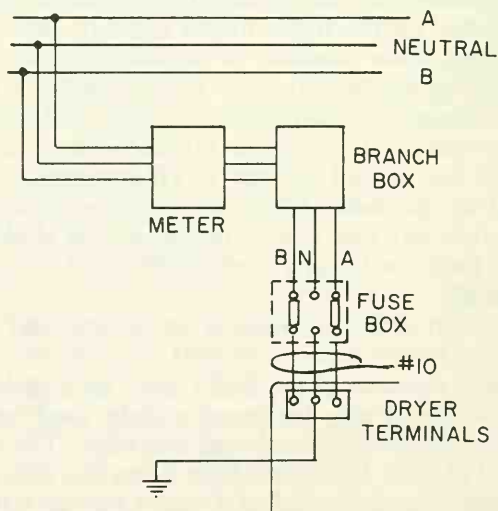 A
NEUTRAL
B
BRANCH
BOX
METER
B N A
FUSE
BOX
#10
DRYER
TERMINALS